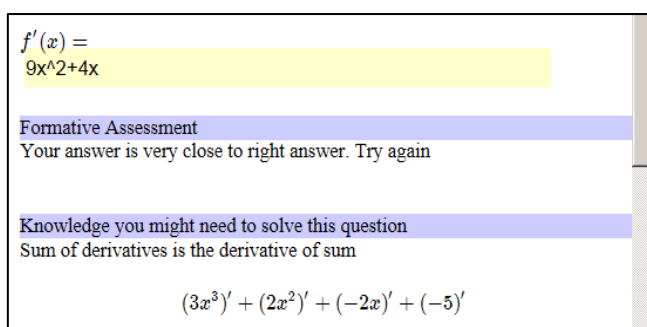 f′(x) =
9x^2+4x
Formative Assessment
Your answer is very close to right answer. Try again
Knowledge you might need to solve this question
Sum of derivatives is the derivative of sum
(3x³)′ + (2x²)′ + (−2x)′ + (−5)′